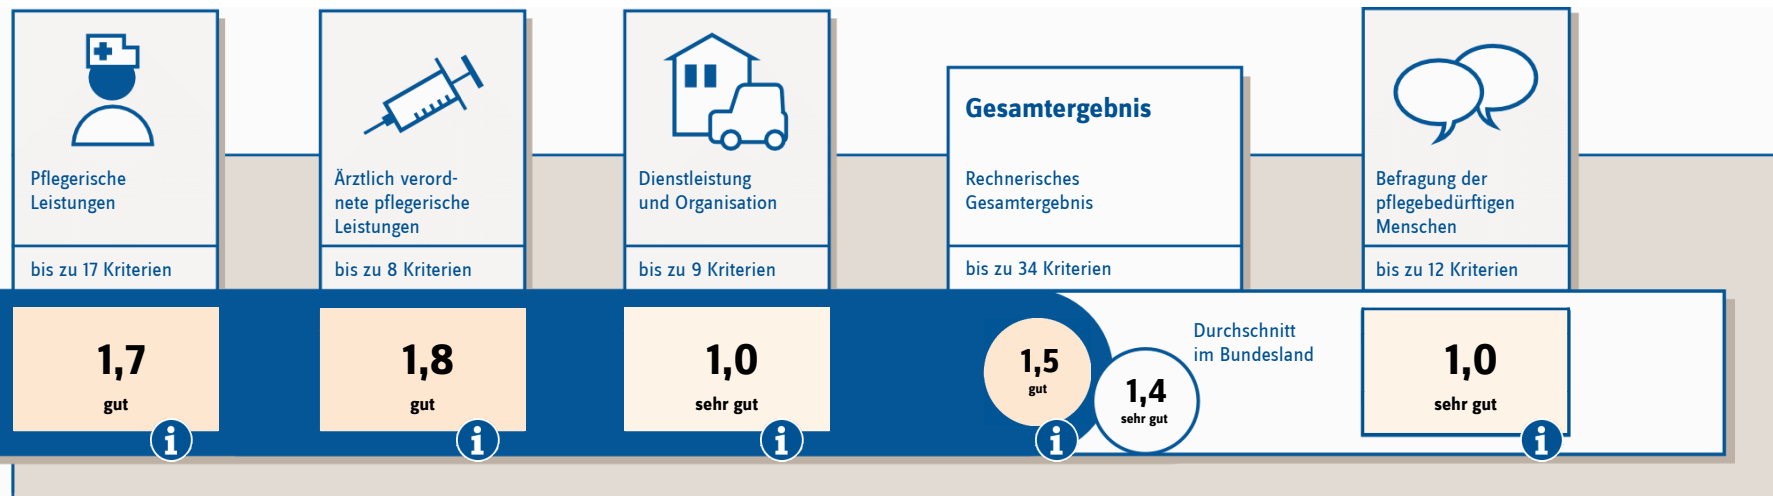 Pflegerische
Leistungen
bis zu 17 Kriterien
1,7
gut
Ärztlich verord-
nete pflegerische
Leistungen
bis zu 8 Kriterien
1,8
gut
Dienstleistung
und Organisation
bis zu 9 Kriterien
1,0
sehr gut
Gesamtergebnis
Rechnerisches
Gesamtergebnis
bis zu 34 Kriterien
1,5
gut
1,4
sehr gut
Durchschnitt
im Bundesland
Befragung der
pflegebedürftigen
Menschen
bis zu 12 Kriterien
1,0
sehr gut